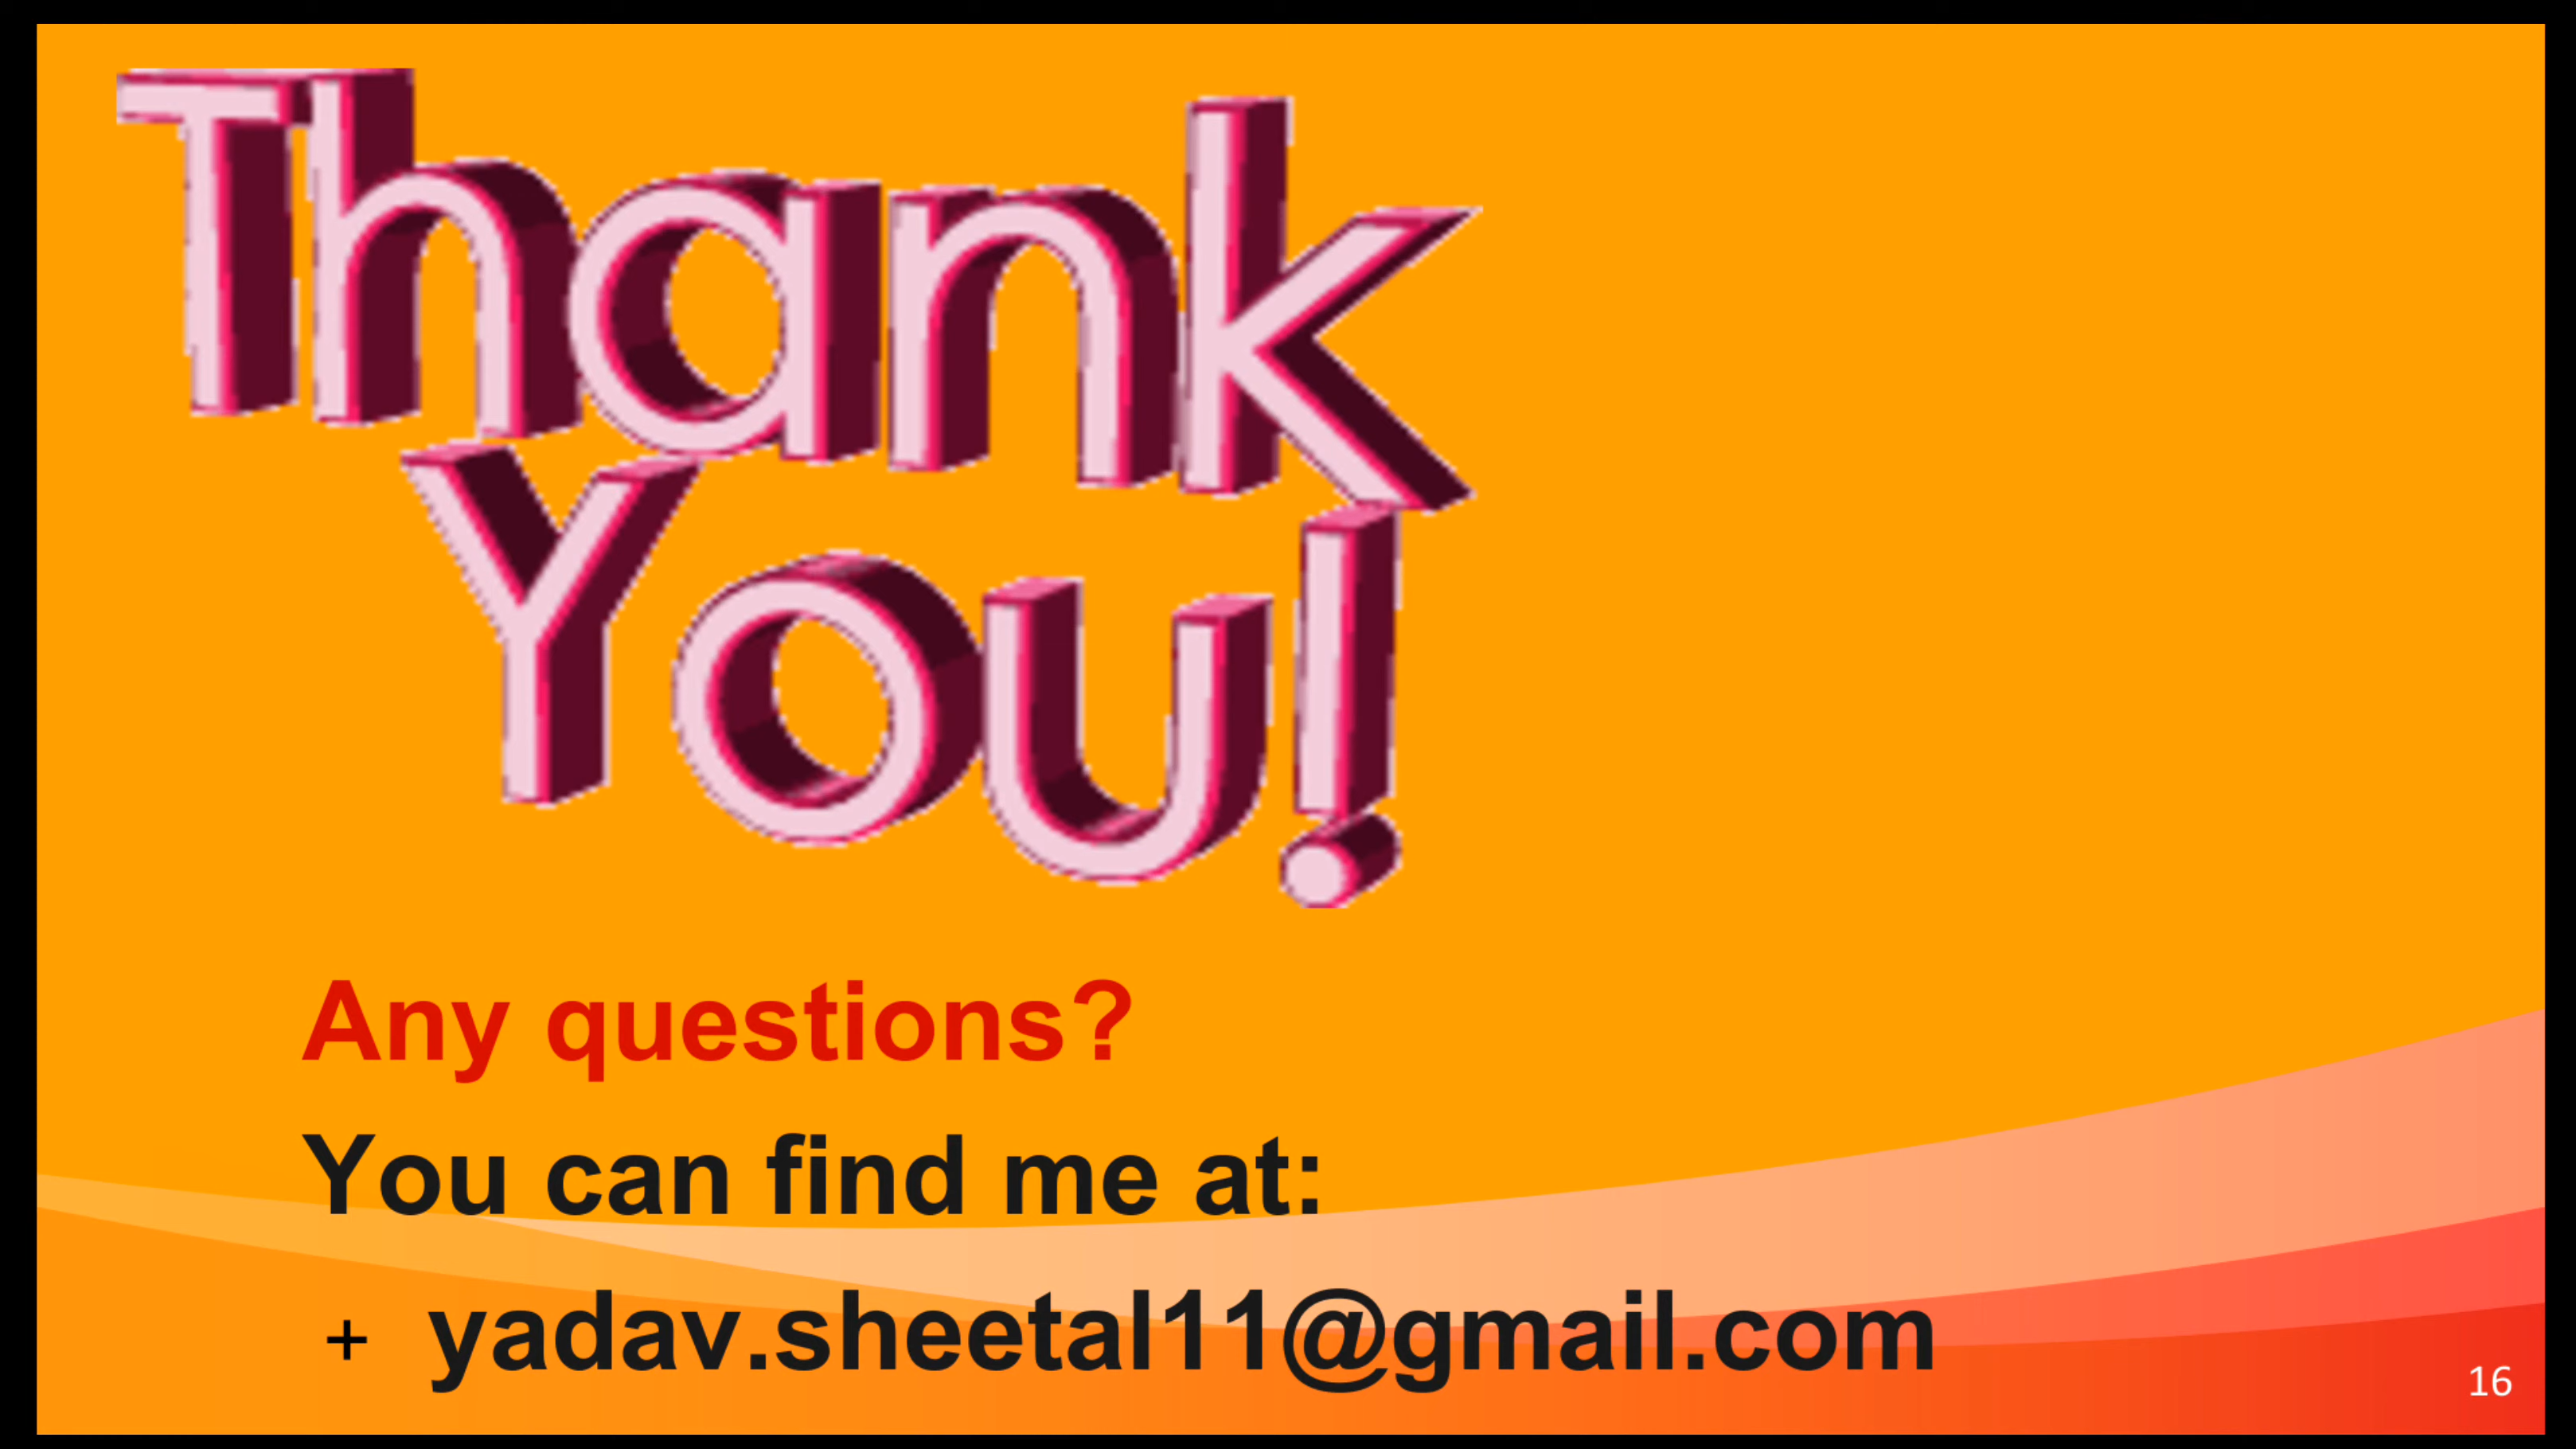 Thank
You!
Any questions?
You can find me at:
+ yadav.sheetal11@gmail.com
16